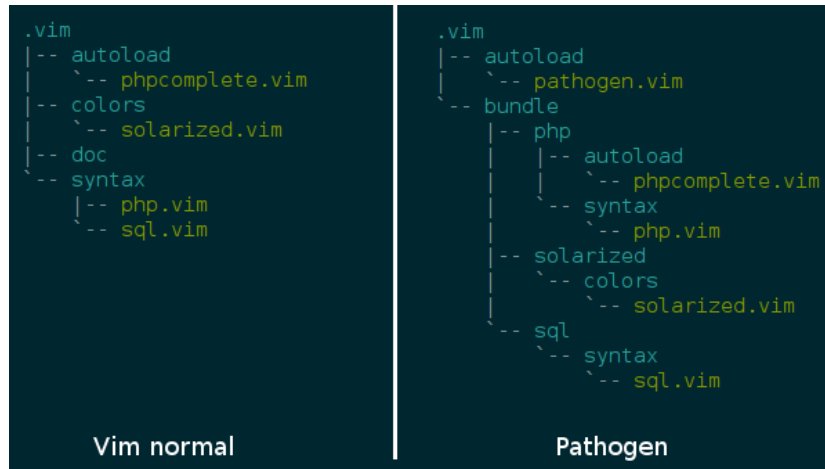 .vim
|-- autoload
|   `-- phpcomplete.vim
|-- colors
|   `-- solarized.vim
|-- doc
`-- syntax
    |-- php.vim
    `-- sql.vim
Vim normal
.vim
|-- autoload
|   `-- pathogen.vim
`-- bundle
    |-- php
    |   |-- autoload
    |   |   `-- phpcomplete.vim
    |   `-- syntax
    |       `-- php.vim
    |-- solarized
    |   `-- colors
    |       `-- solarized.vim
    `-- sql
        `-- syntax
            `-- sql.vim
Pathogen